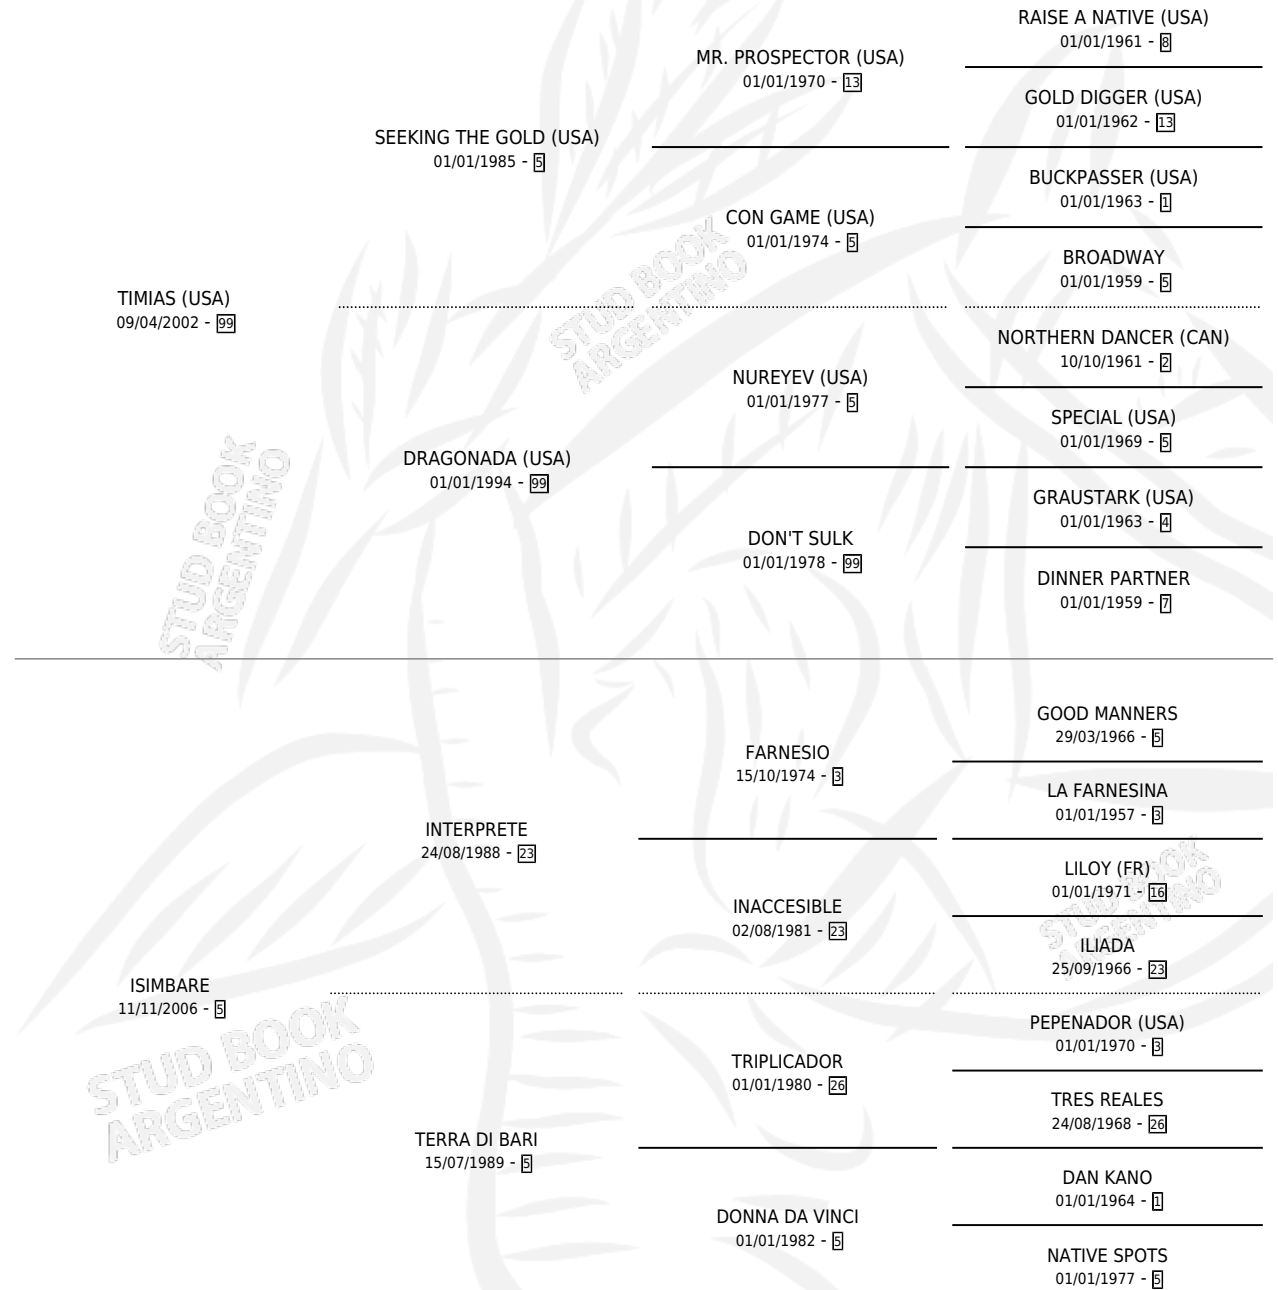 RAISE A NATIVE (USA)
01/01/1961 - 8
MR. PROSPECTOR (USA)
01/01/1970 - 13
GOLD DIGGER (USA)
01/01/1962 - 13
SEEKING THE GOLD (USA)
01/01/1985 - 5
BUCKPASSER (USA)
01/01/1963 - 1
CON GAME (USA)
01/01/1974 - 5
BROADWAY
01/01/1959 - 5
TIMIAS (USA)
09/04/2002 - 99
NORTHERN DANCER (CAN)
10/10/1961 - 2
NUREYEV (USA)
01/01/1977 - 5
SPECIAL (USA)
01/01/1969 - 5
DRAGONADA (USA)
01/01/1994 - 99
GRAUSTARK (USA)
01/01/1963 - 4
DON'T SULK
01/01/1978 - 99
DINNER PARTNER
01/01/1959 - 7
GOOD MANNERS
29/03/1966 - 5
FARNESIO
15/10/1974 - 3
LA FARNESINA
01/01/1957 - 3
INTERPRETE
24/08/1988 - 23
LILOY (FR)
01/01/1971 - 16
INACCESIBLE
02/08/1981 - 23
ILIADA
25/09/1966 - 23
ISIMBARE
11/11/2006 - 5
PEPENADOR (USA)
01/01/1970 - 3
TRIPLICADOR
01/01/1980 - 26
TRES REALES
24/08/1968 - 26
TERRA DI BARI
15/07/1989 - 5
DAN KANO
01/01/1964 - 1
DONNA DA VINCI
01/01/1982 - 5
NATIVE SPOTS
01/01/1977 - 5
STUD BOOK
ARGENTINO
STUD BOOK
ARGENTINO
STUD BOOK
ARGENTINO
STUD BOOK
ARGENTINO